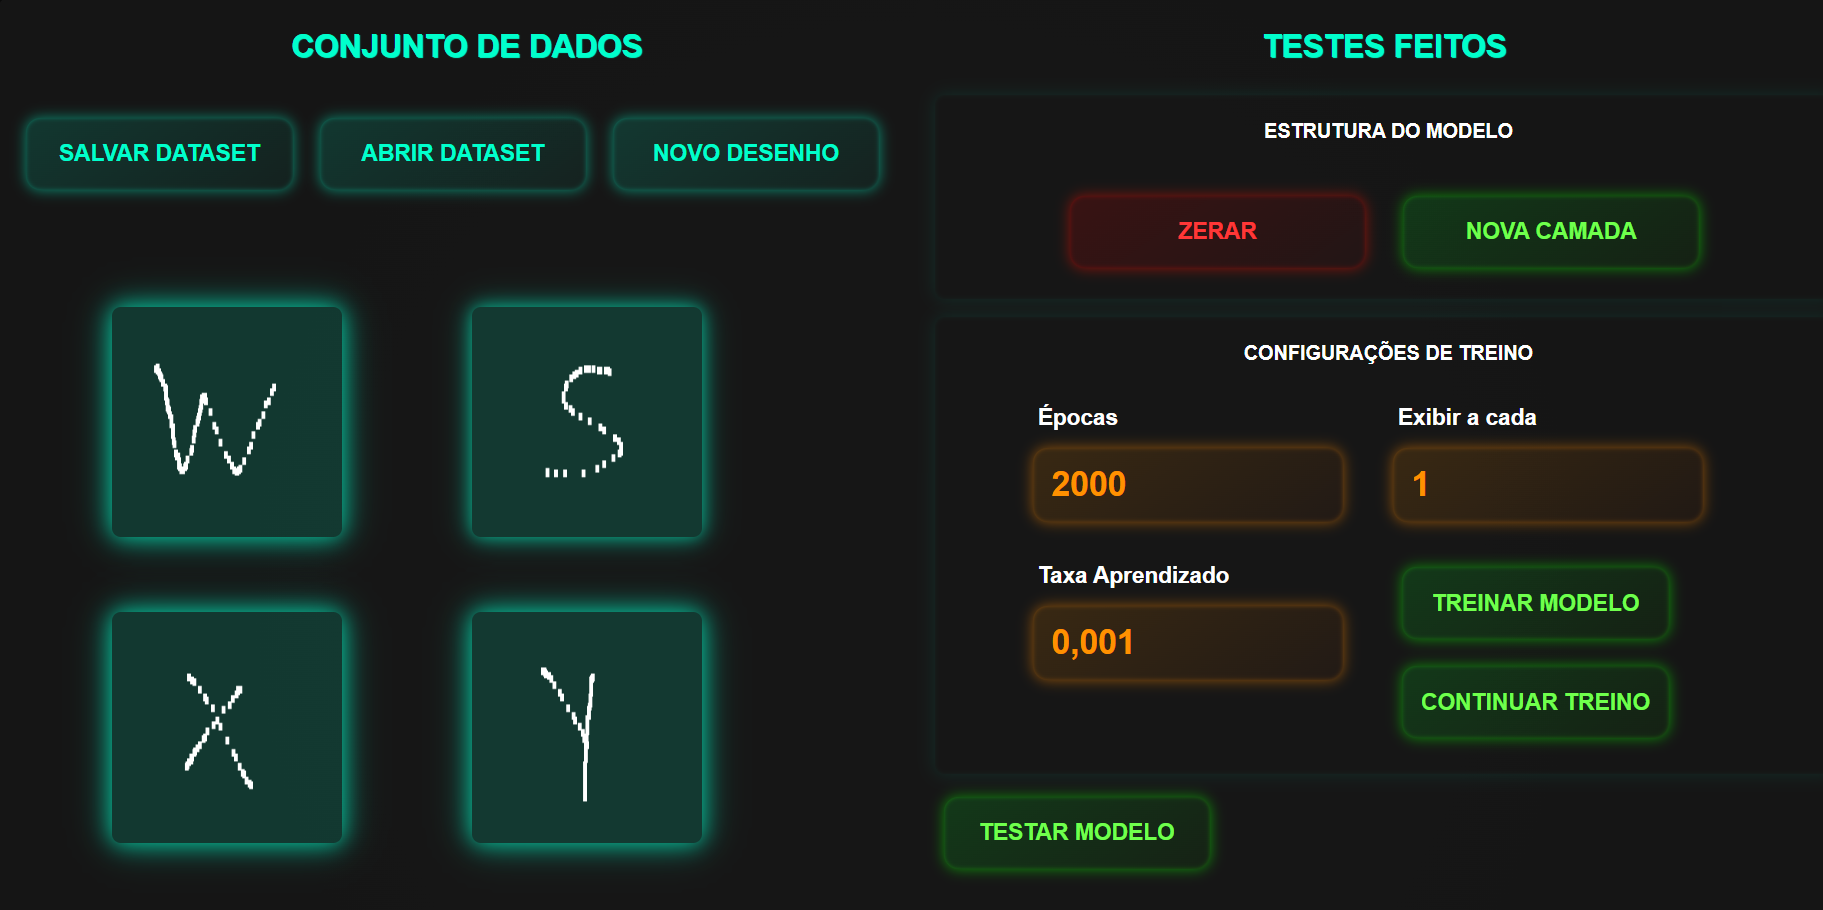 CONJUNTO DE DADOS
SALVAR DATASET
ABRIR DATASET
NOVO DESENHO
W
S
X
Y
TESTES FEITOS
ESTRUTURA DO MODELO
ZERAR
NOVA CAMADA
CONFIGURAÇÕES DE TREINO
Épocas
Exibir a cada
2000
1
Taxa Aprendizado
0,001
TREINAR MODELO
CONTINUAR TREINO
TESTAR MODELO